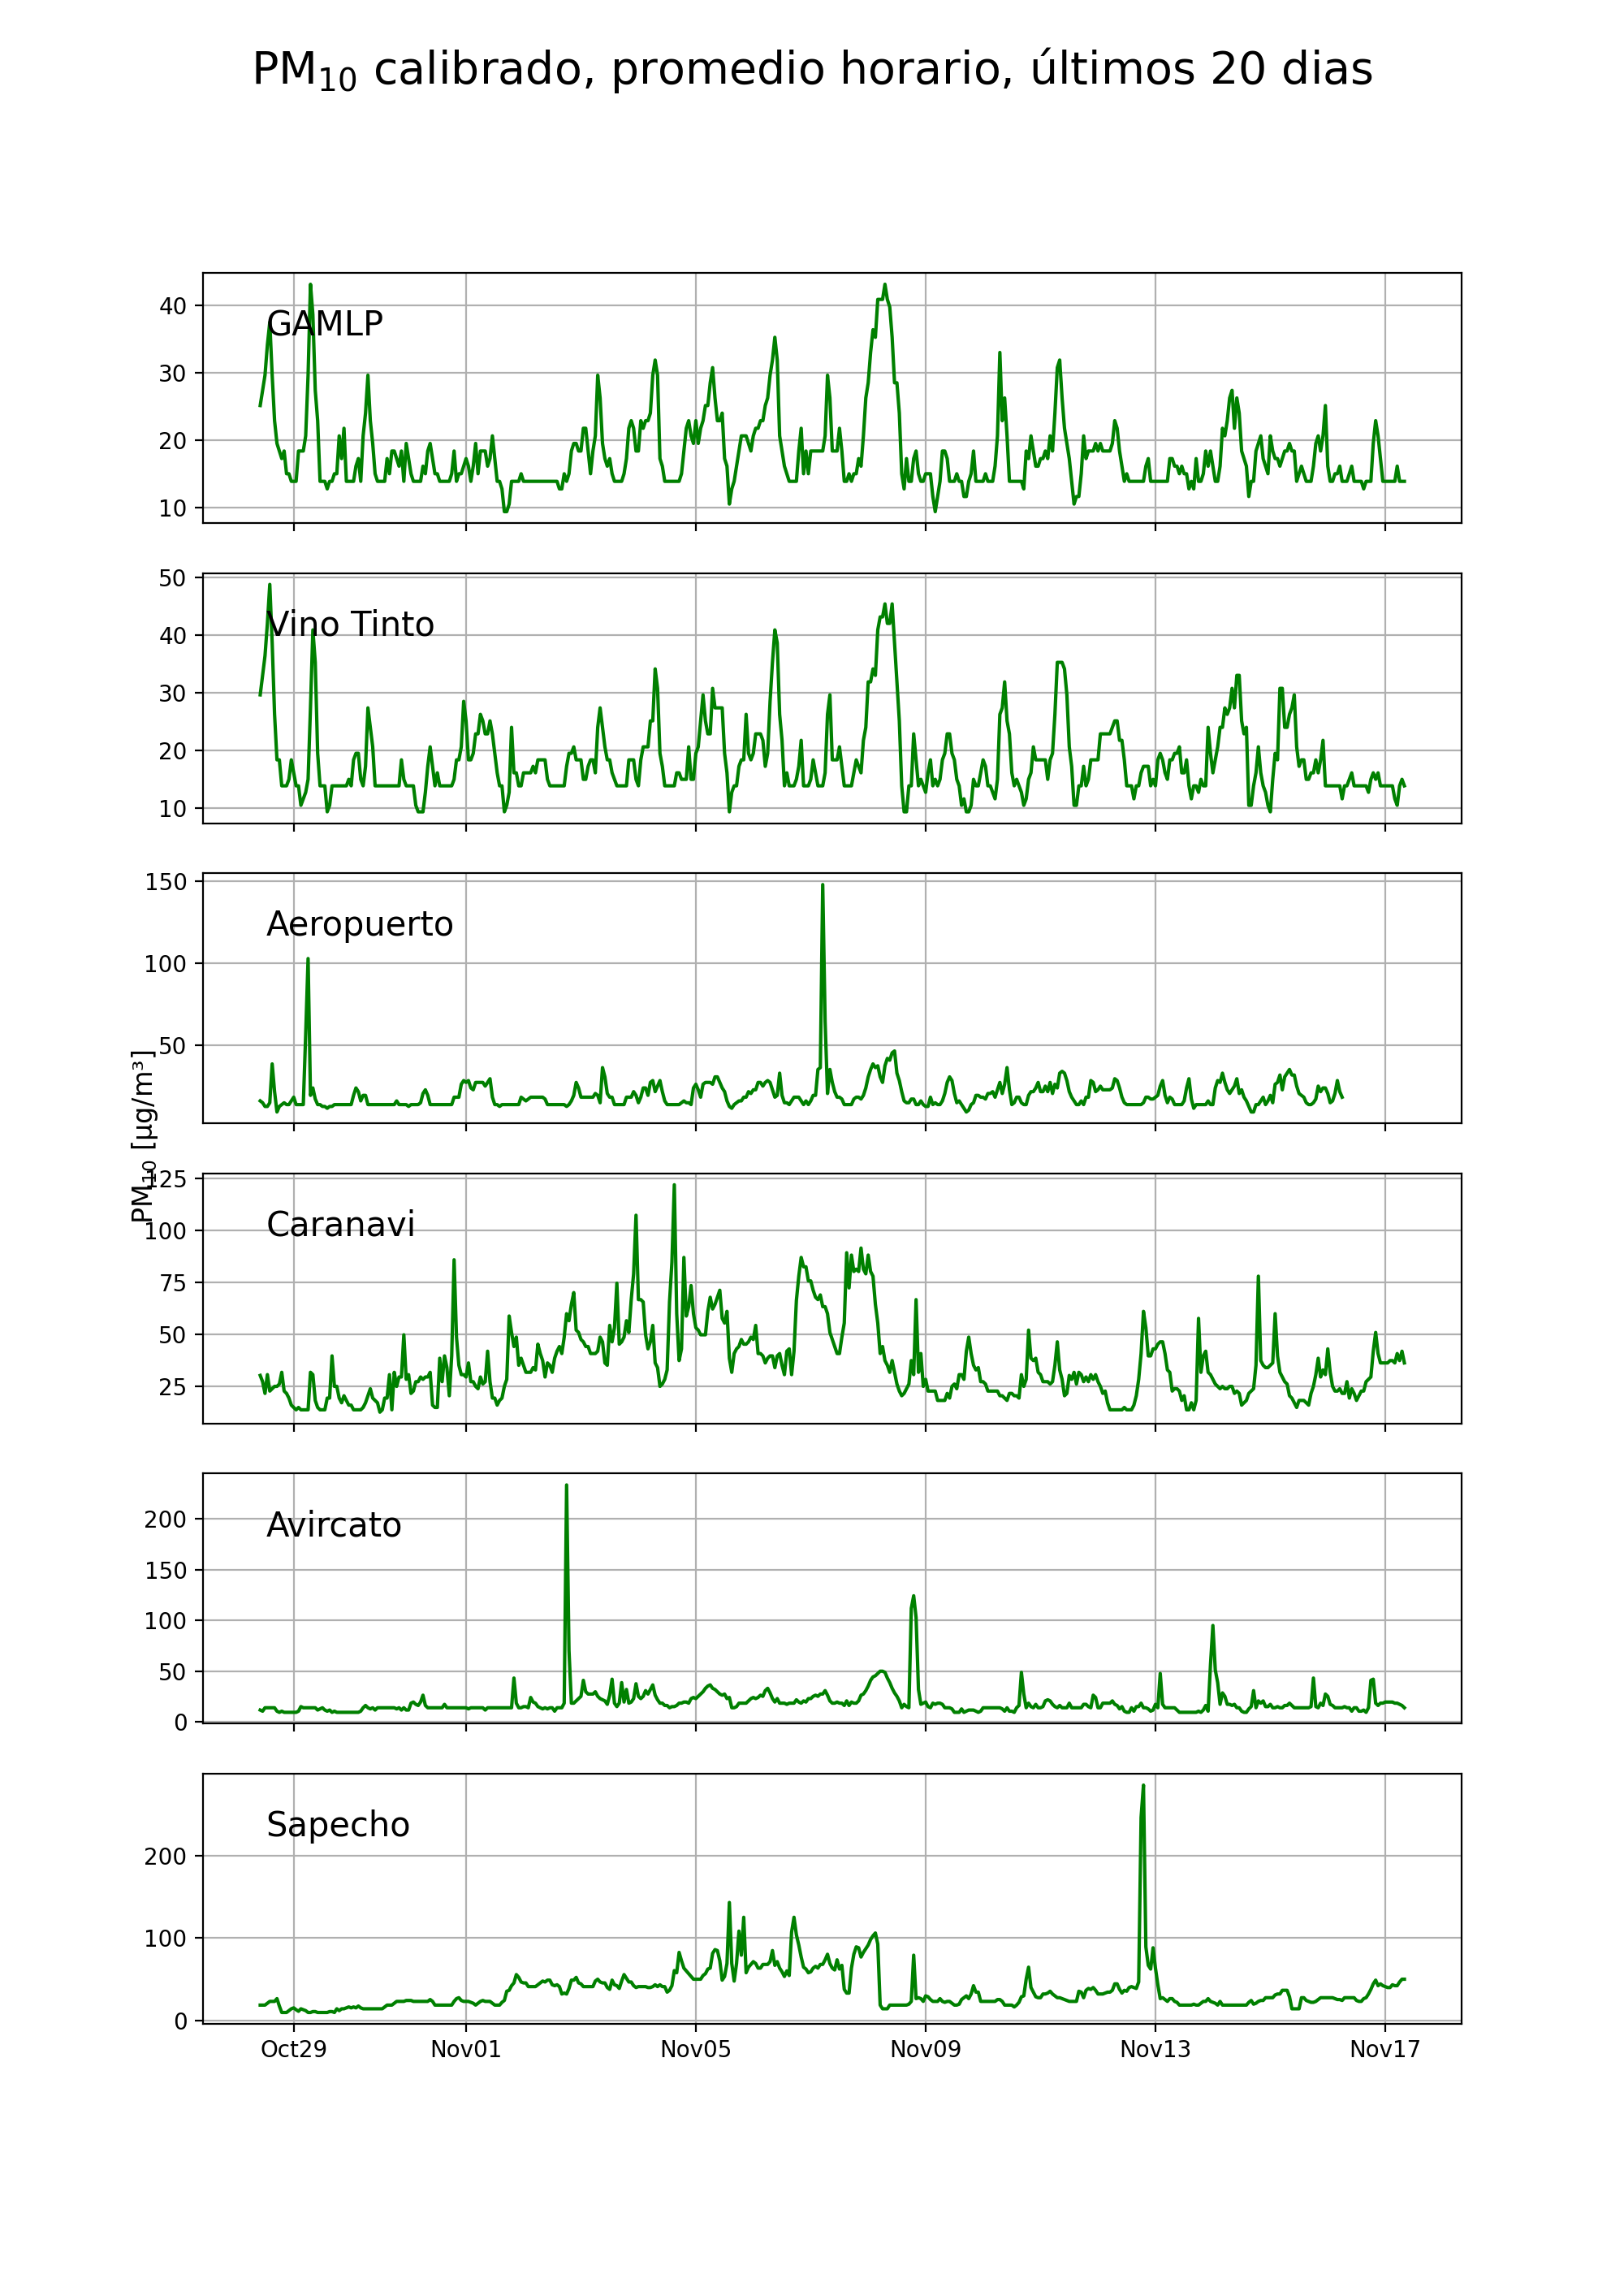 PM₁₀ calibrado, promedio horario, últimos 20 dias
GAMLP
40
30
20
10
Vino Tinto
50
40
30
20
10
Aeropuerto
150
100
50
PM₁₀ [µg/m³]
Caranavi
125
100
75
50
25
Avircato
200
150
100
50
0
Sapecho
200
100
0
Oct29 Nov01 Nov05 Nov09 Nov13 Nov17